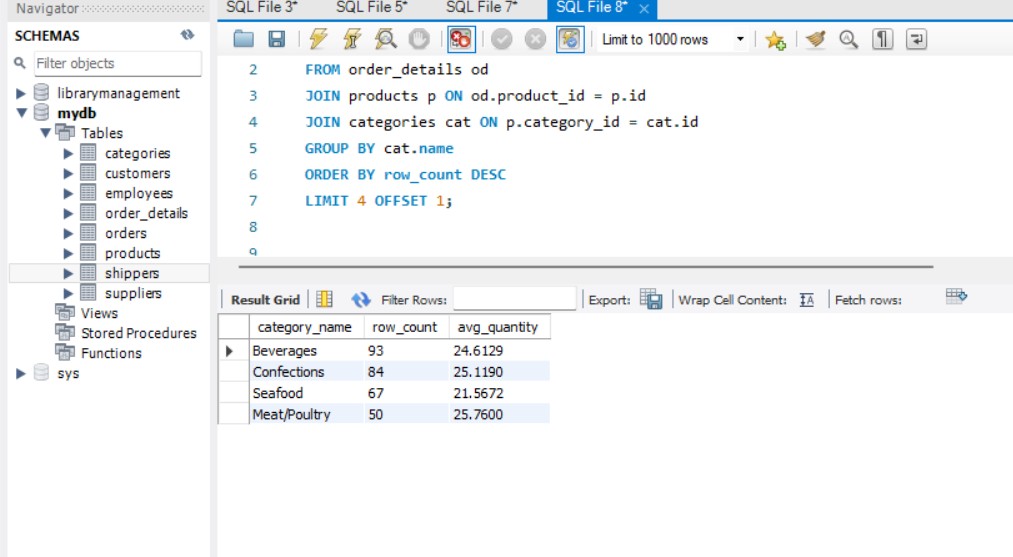 Navigator
SQL File 3*
SQL File 5*
SQL File 7*
SQL File 8*
SCHEMAS
Filter objects
librarymanagement
mydb
Tables
categories
customers
employees
order_details
orders
products
shippers
suppliers
Views
Stored Procedures
Functions
sys
Limit to 1000 rows
2 FROM order_details od
3 JOIN products p ON od.product_id = p.id
4 JOIN categories cat ON p.category_id = cat.id
5 GROUP BY cat.name
6 ORDER BY row_count DESC
7 LIMIT 4 OFFSET 1;
8
9
Result Grid Filter Rows: Export: Wrap Cell Content: IA Fetch rows:
category_name row_count avg_quantity
Beverages 93 24.6129
Confections 84 25.1190
Seafood 67 21.5672
Meat/Poultry 50 25.7600